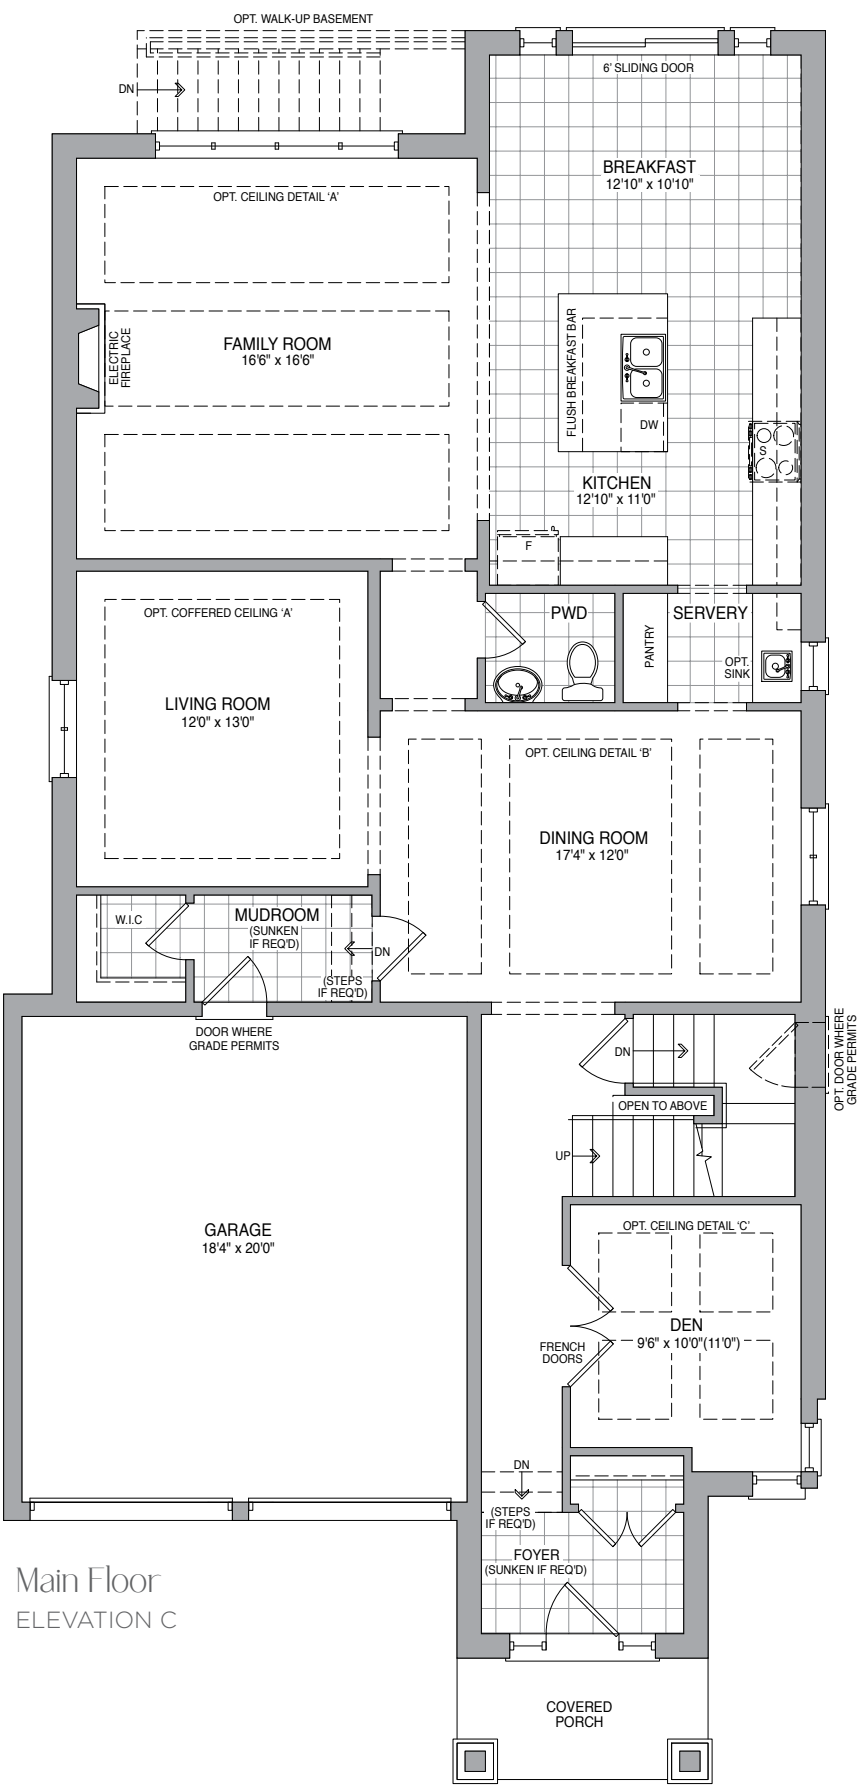 OPT. WALK-UP BASEMENT
DN
6' SLIDING DOOR
BREAKFAST
12'10" x 10'10"
OPT. CEILING DETAIL 'A'
ELECTRIC
FIREPLACE
FAMILY ROOM
16'6" x 16'6"
FLUSH BREAKFAST BAR
DW
S
KITCHEN
12'10" x 11'0"
F
OPT. COFFERED CEILING 'A'
LIVING ROOM
12'0" x 13'0"
PWD
PANTRY
SERVERY
OPT.
SINK
OPT. CEILING DETAIL 'B'
DINING ROOM
17'4" x 12'0"
W.I.C
MUDROOM
(SUNKEN
IF REQ'D)
DN
(STEPS
IF REQ'D)
DOOR WHERE
GRADE PERMITS
DN
OPT. DOOR WHERE
GRADE PERMITS
OPEN TO ABOVE
UP
GARAGE
18'4" x 20'0"
OPT. CEILING DETAIL 'C'
DEN
9'6" x 10'0"(11'0")
FRENCH
DOORS
DN
(STEPS
IF REQ'D)
FOYER
(SUNKEN IF REQ'D)
Main Floor
ELEVATION C
COVERED
PORCH